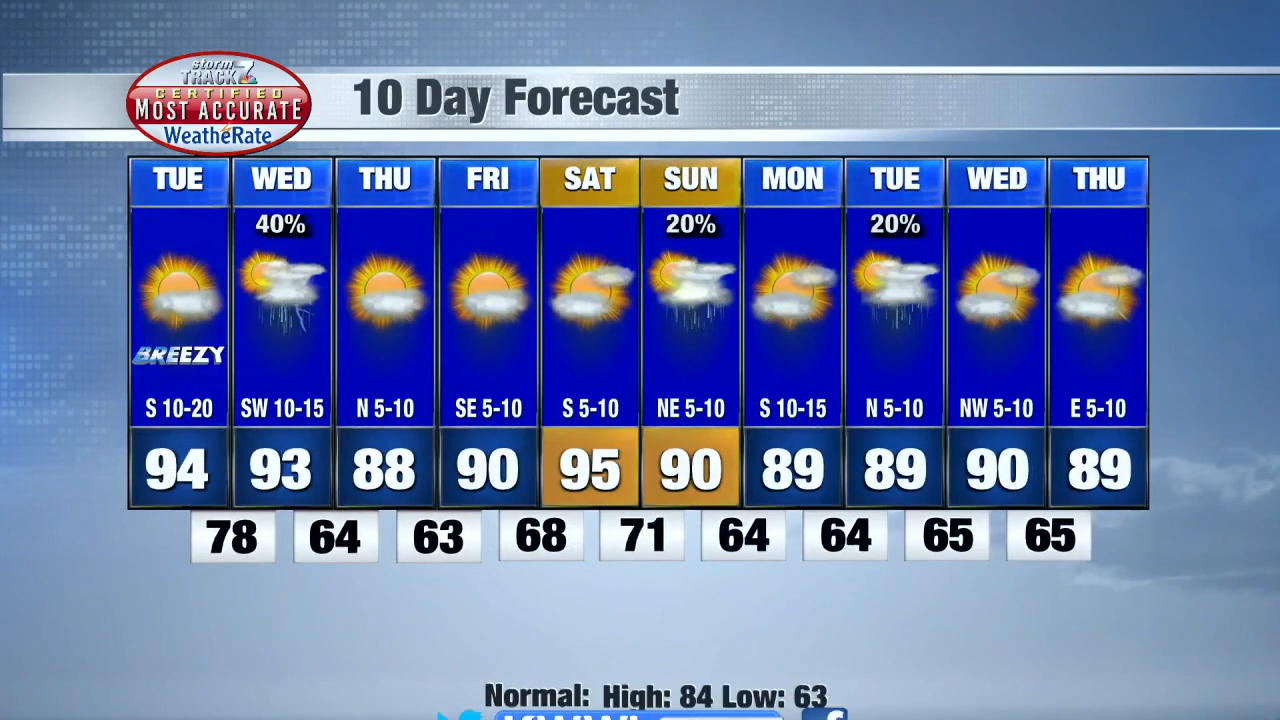 storm
TRACK 7
CERTIFIED
MOST ACCURATE
WeatheRate
10 Day Forecast
TUE WED THU FRI SAT SUN MON TUE WED THU
40% 20% 20%
BREEZY
S 10-20 SW 10-15 N 5-10 SE 5-10 S 5-10 NE 5-10 S 10-15 N 5-10 NW 5-10 E 5-10
94 93 88 90 95 90 89 89 90 89
78 64 63 68 71 64 64 65 65
Normal: High: 84 Low: 63